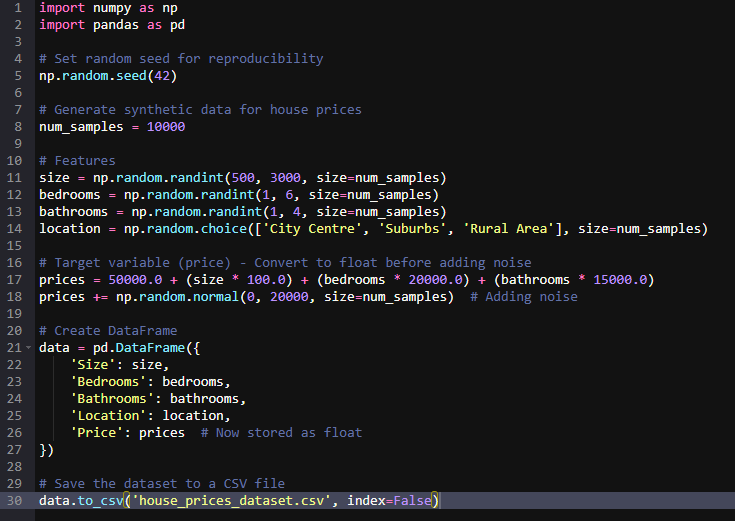 1 import numpy as np
2 import pandas as pd
3
4 # Set random seed for reproducibility
5 np.random.seed(42)
6
7 # Generate synthetic data for house prices
8 num_samples = 10000
9
10 # Features
11 size = np.random.randint(500, 3000, size=num_samples)
12 bedrooms = np.random.randint(1, 6, size=num_samples)
13 bathrooms = np.random.randint(1, 4, size=num_samples)
14 location = np.random.choice(['City Centre', 'Suburbs', 'Rural Area'], size=num_samples)
15
16 # Target variable (price) - Convert to float before adding noise
17 prices = 50000.0 + (size * 100.0) + (bedrooms * 20000.0) + (bathrooms * 15000.0)
18 prices += np.random.normal(0, 20000, size=num_samples)  # Adding noise
19
20 # Create DataFrame
21 data = pd.DataFrame({
22     'Size': size,
23     'Bedrooms': bedrooms,
24     'Bathrooms': bathrooms,
25     'Location': location,
26     'Price': prices  # Now stored as float
27 })
28
29 # Save the dataset to a CSV file
30 data.to_csv('house_prices_dataset.csv', index=False)